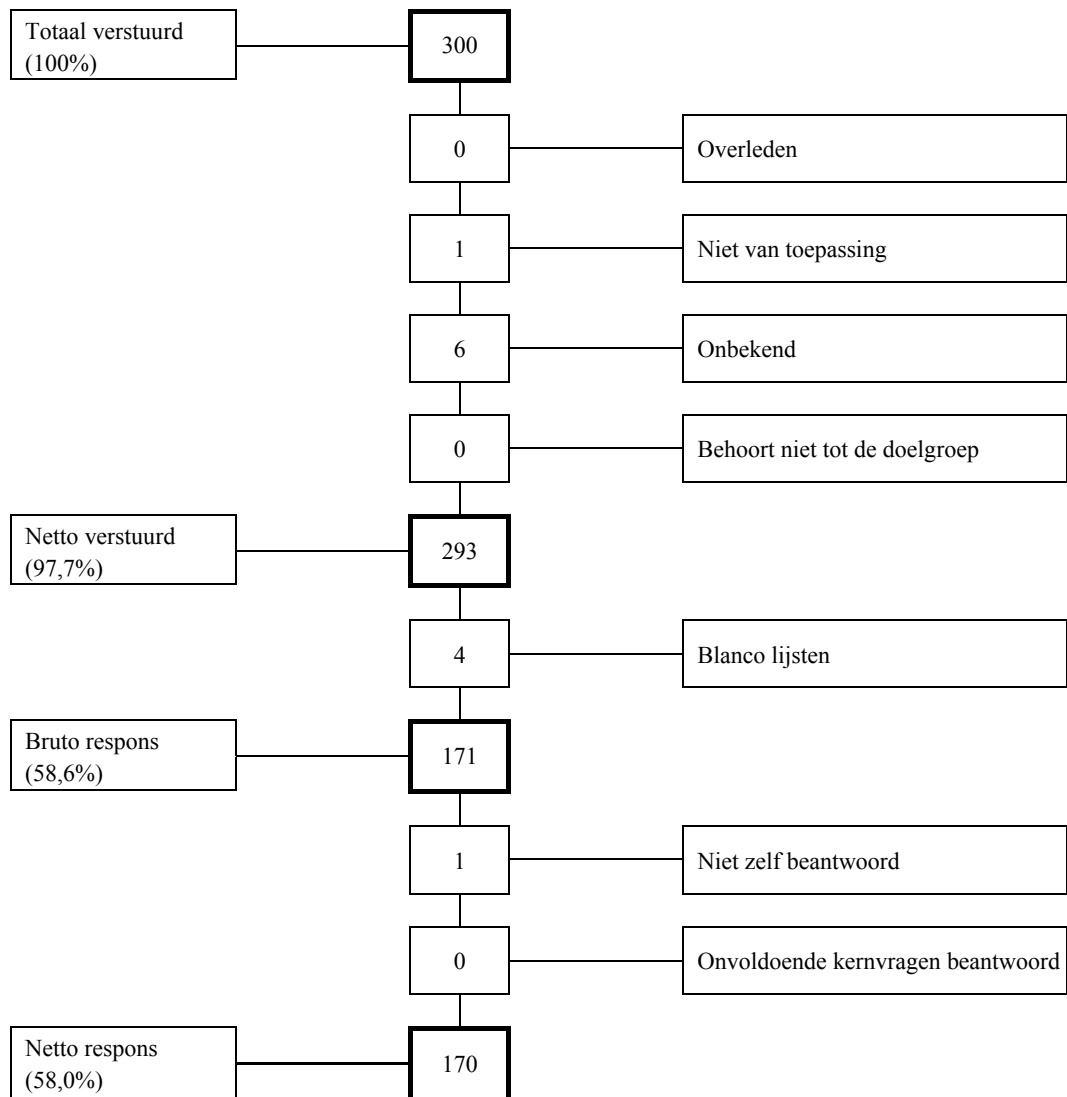 Totaal verstuurd
(100%)
300
0
Overleden
1
Niet van toepassing
6
Onbekend
0
Behoort niet tot de doelgroep
Netto verstuurd
(97,7%)
293
4
Blanco lijsten
Bruto respons
(58,6%)
171
1
Niet zelf beantwoord
0
Onvoldoende kernvragen beantwoord
Netto respons
(58,0%)
170